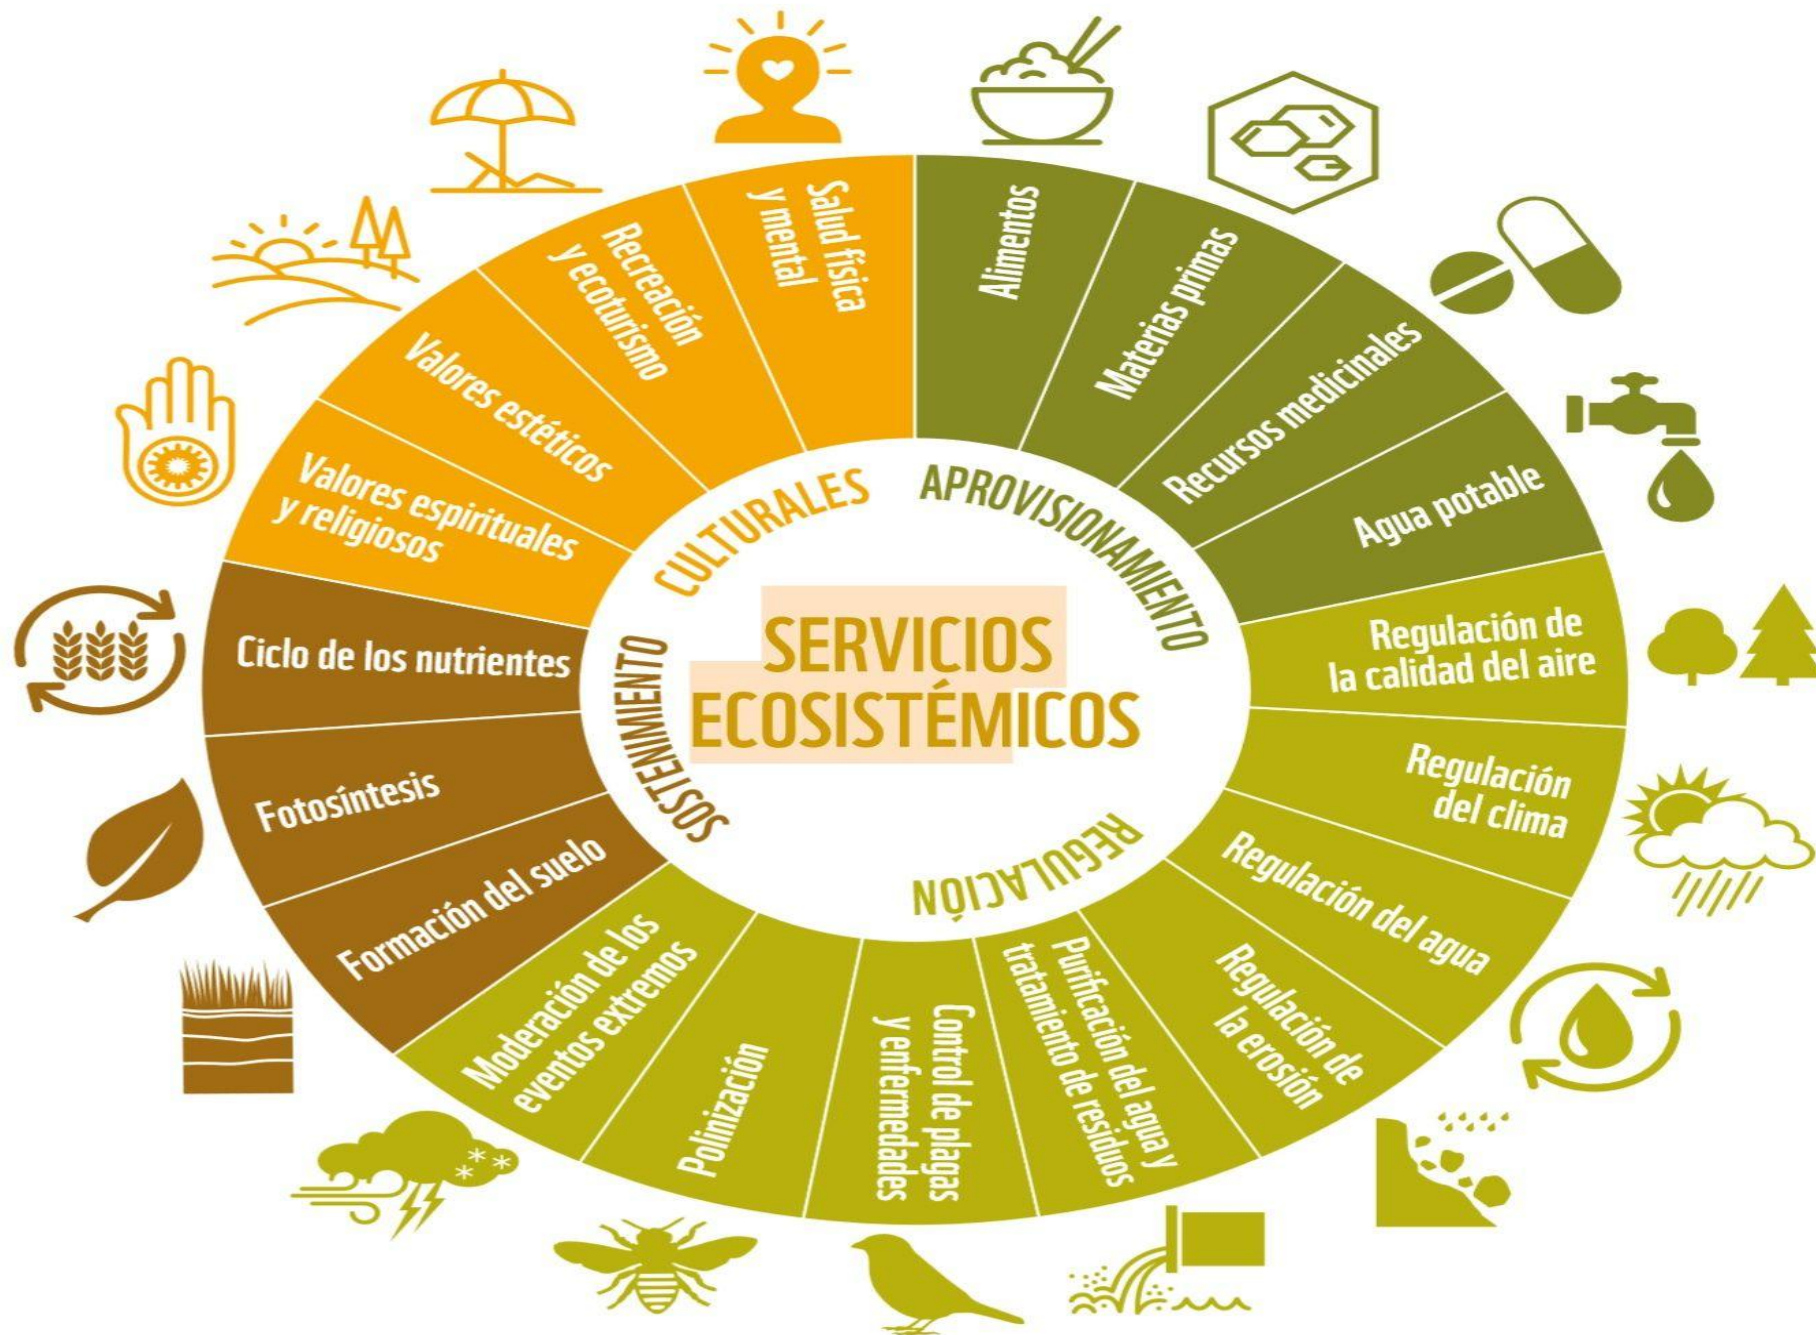 SERVICIOS
ECOSISTÉMICOS
APROVISIONAMIENTO
Alimentos
Materias primas
Recursos medicinales
Agua potable
REGULACIÓN
Regulación de
la calidad del aire
Regulación
del clima
Regulación del agua
Regulación de
la erosión
Purificación del agua y
tratamiento de residuos
Control de plagas
y enfermedades
Polinización
Moderación de los
eventos extremos
SOSTENIMIENTO
Formación del suelo
Fotosíntesis
Ciclo de los nutrientes
CULTURALES
Valores espirituales
y religiosos
Valores estéticos
Recreación
y ecoturismo
Salud física
y mental